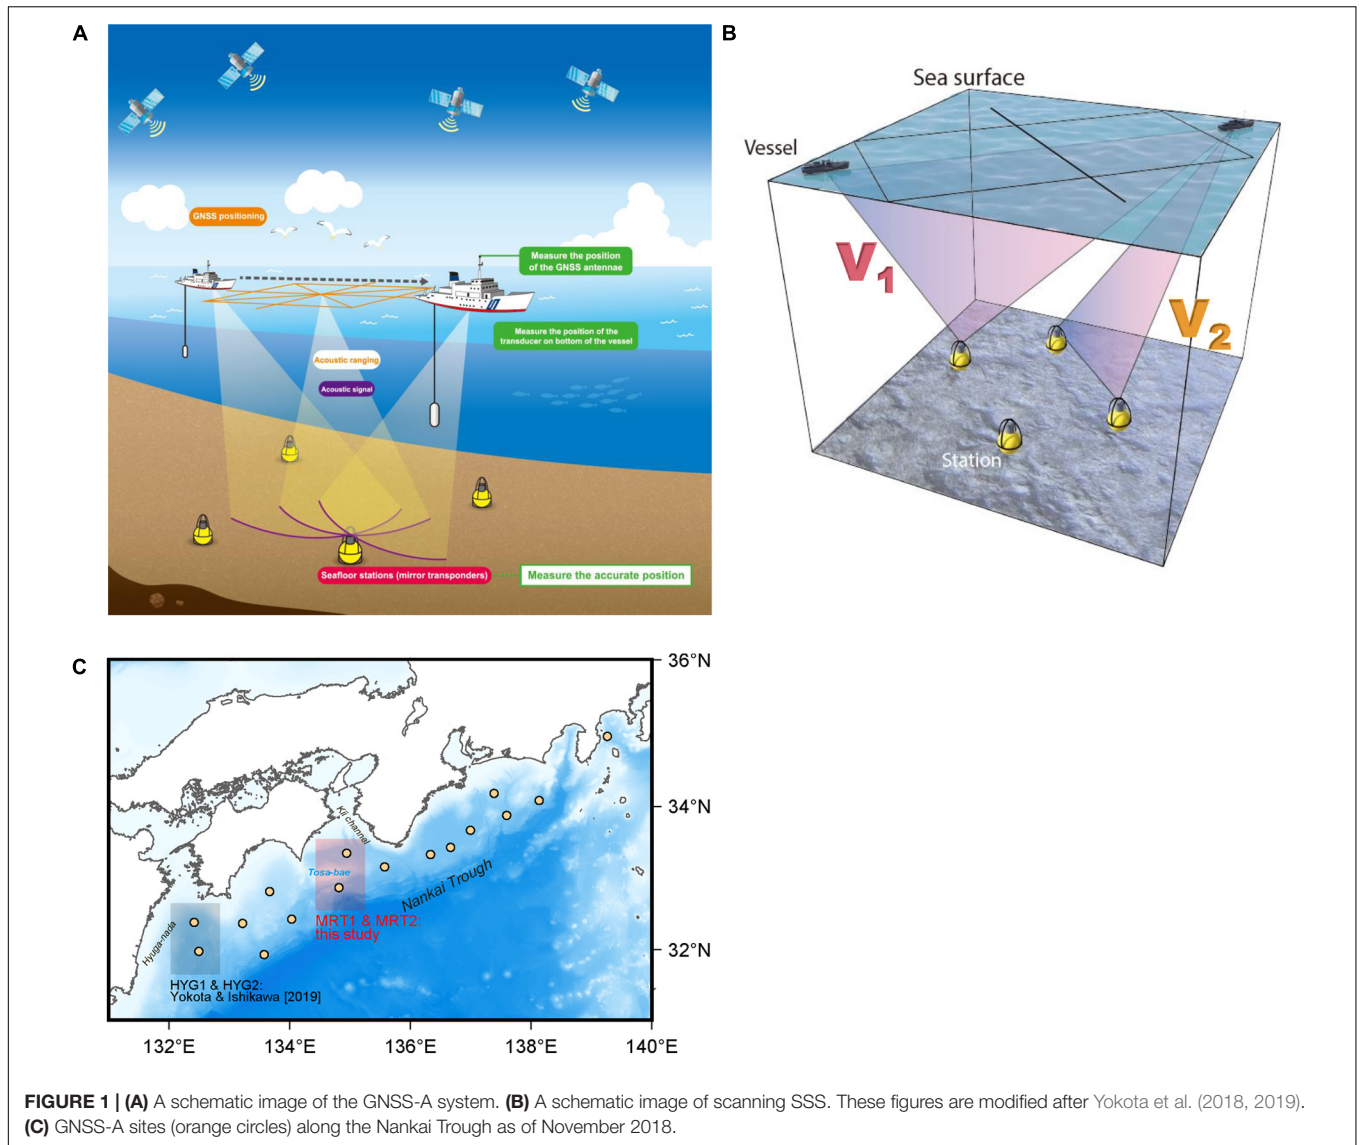 A
GNSS positioning
Measure the position
of the GNSS antennae
Measure the position of the
transducer on bottom of the vessel
Acoustic ranging
Acoustic signal
Seafloor stations (mirror transponders)
Measure the accurate position
B
Sea surface
Vessel
V1
V2
Station
C
36°N
34°N
32°N
Kii channel
Tosa-bae
Nankai Trough
MRT1 & MRT2:
this study
Hyuga-nada
HYG1 & HYG2:
Yokota & Ishikawa [2019]
132°E
134°E
136°E
138°E
140°E
FIGURE 1 | (A) A schematic image of the GNSS-A system. (B) A schematic image of scanning SSS. These figures are modified after Yokota et al. (2018, 2019).
(C) GNSS-A sites (orange circles) along the Nankai Trough as of November 2018.